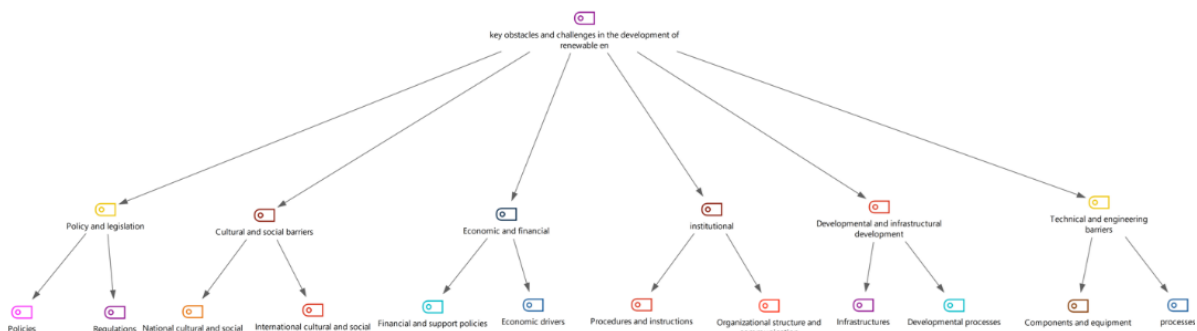 key obstacles and challenges in the development of
renewable en
Policy and legislation
Cultural and social barriers
Economic and financial
institutional
Developmental and infrastructural
development
Technical and engineering
barriers
Policies
Regulations
National cultural and social
International cultural and social
Financial and support policies
Economic drivers
Procedures and instructions
Organizational structure and
Infrastructures
Developmental processes
Components and equipment
processes